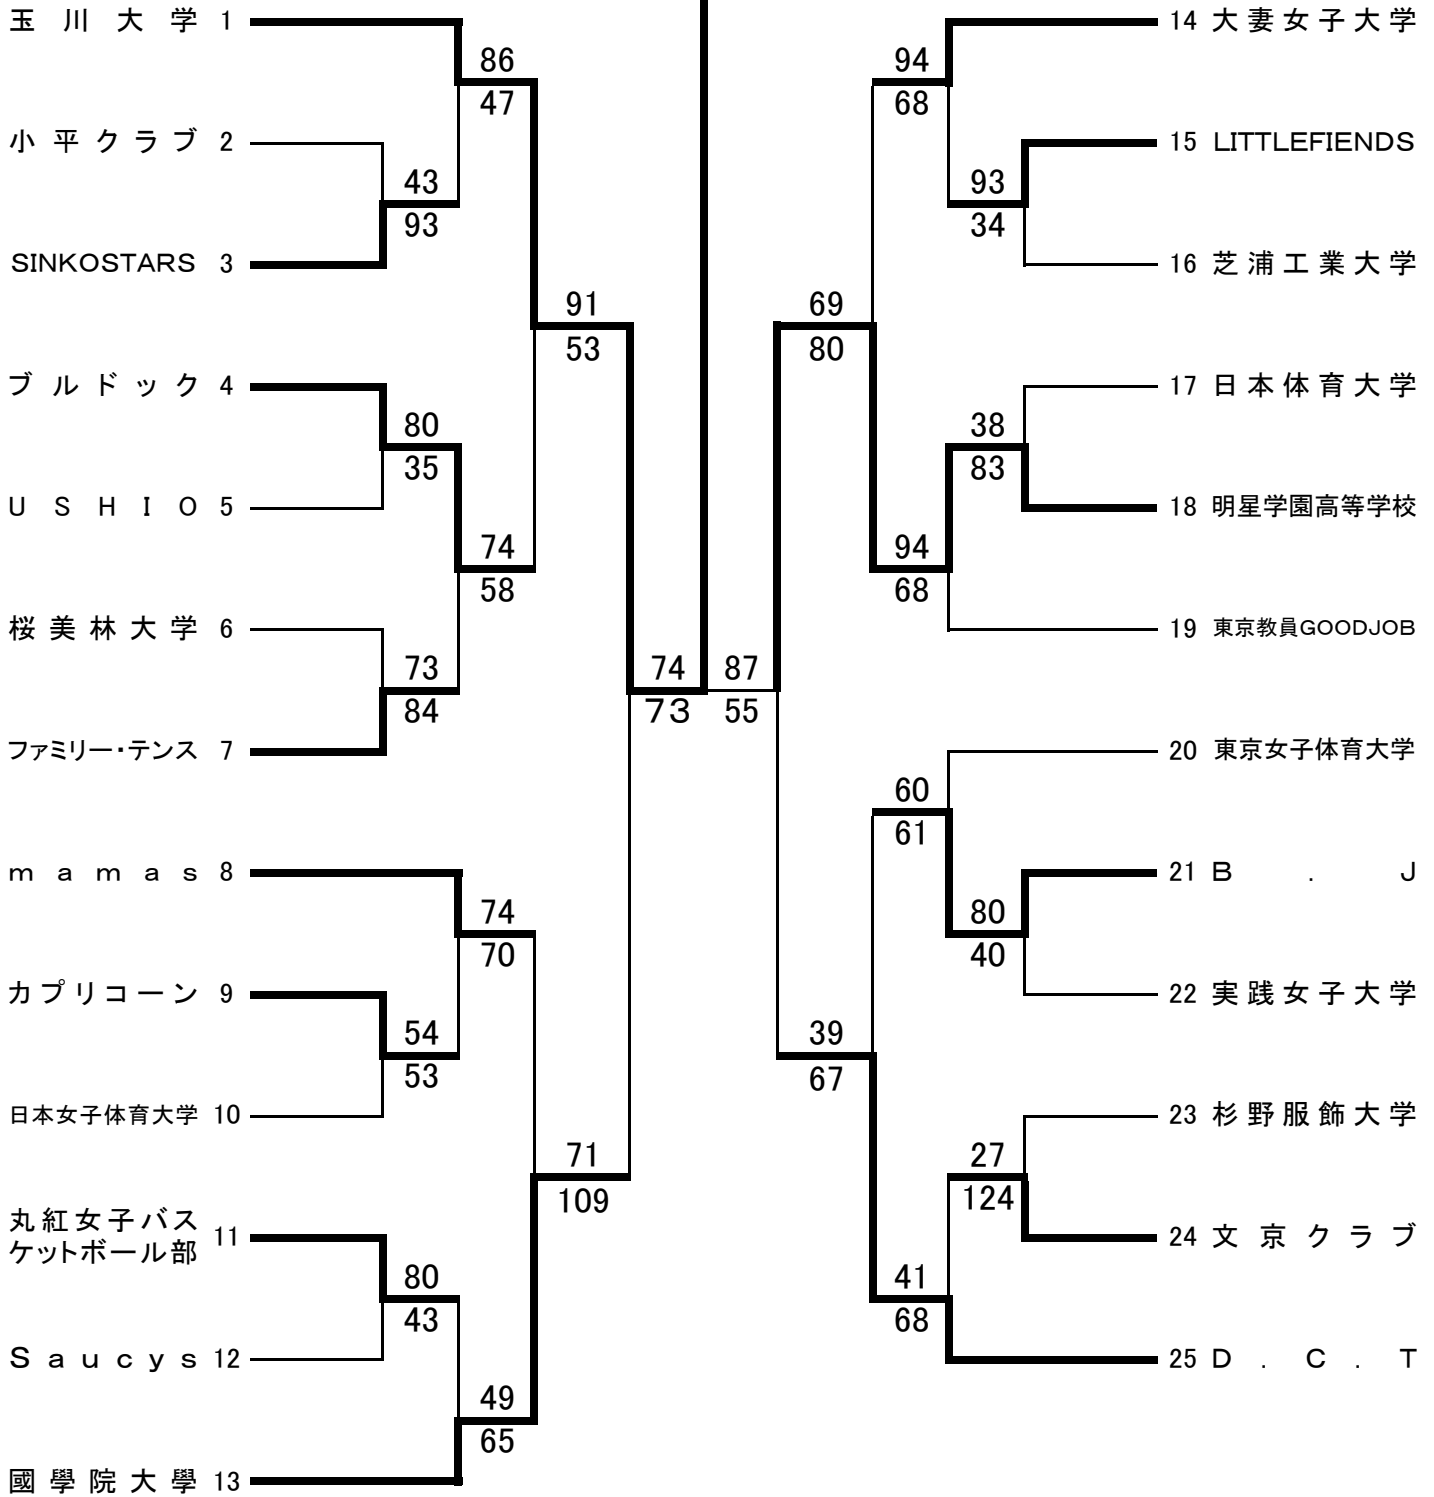 玉川大学 1
86
47
小平クラブ 2
43
93
SINKOSTARS 3
91
53
ブルドック 4
80
35
USHIO 5
74
58
桜美林大学 6
73
84
ファミリー・テンス 7
74
73
mamas 8
74
70
カプリコーン 9
54
53
日本女子体育大学 10
71
109
丸紅女子バス
ケットボール部 11
80
43
Saucys 12
49
65
國學院大學 13
14 大妻女子大学
94
68
15 LITTLEFIENDS
93
34
16 芝浦工業大学
69
80
17 日本体育大学
38
83
18 明星学園高等学校
94
68
19 東京教員GOODJOB
87
55
20 東京女子体育大学
60
61
21 B.J
80
40
22 実践女子大学
39
67
23 杉野服飾大学
27
124
24 文京クラブ
41
68
25 D.C.T